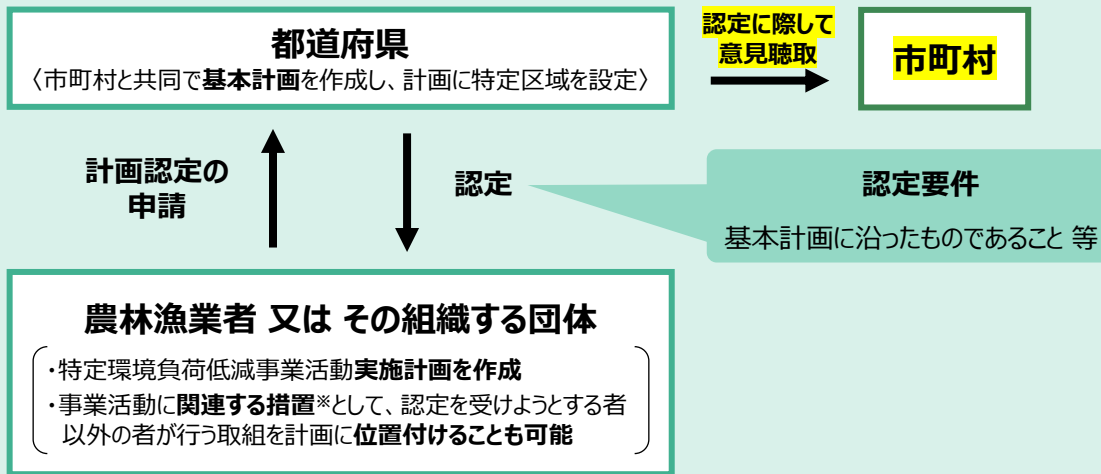 都道府県
〈市町村と共同で基本計画を作成し、計画に特定区域を設定〉
認定に際して
意見聴取
市町村
計画認定の
申請
認定
認定要件
基本計画に沿ったものであること 等
農林漁業者 又は その組織する団体
・特定環境負荷低減事業活動実施計画を作成
・事業活動に関連する措置※として、認定を受けようとする者
以外の者が行う取組を計画に位置付けることも可能